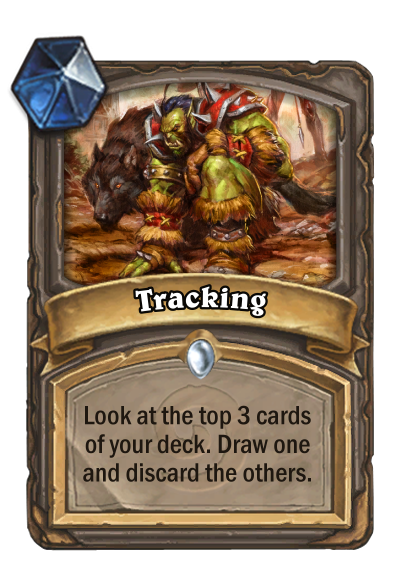 Tracking
Look at the top 3 cards
of your deck. Draw one
and discard the others.